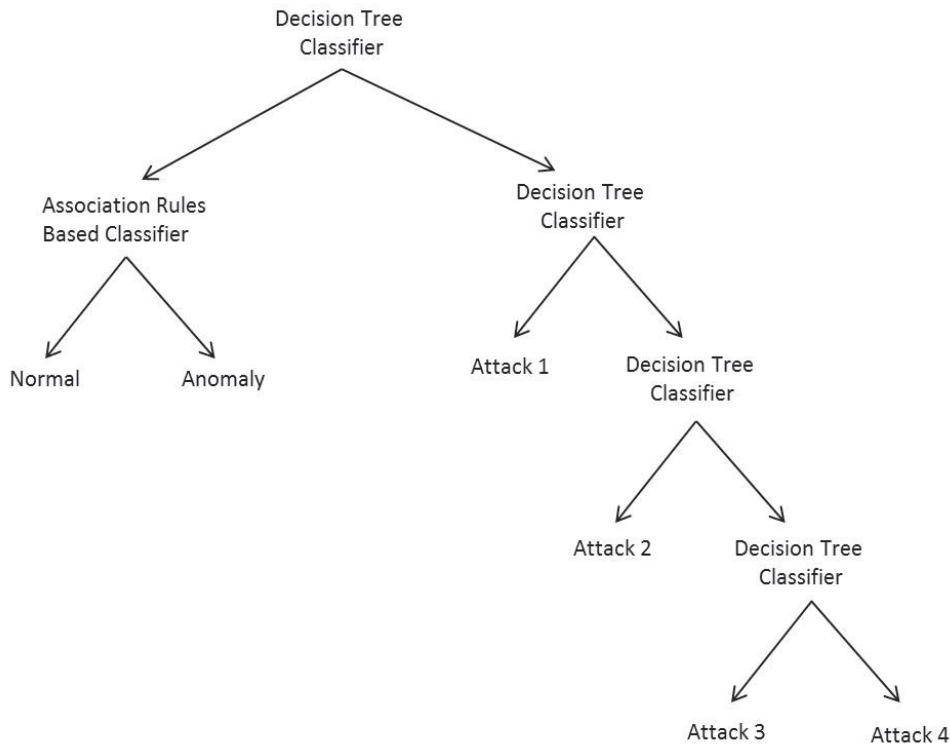 Decision Tree
Classifier
Association Rules
Based Classifier
Decision Tree
Classifier
Normal
Anomaly
Attack 1
Decision Tree
Classifier
Attack 2
Decision Tree
Classifier
Attack 3
Attack 4